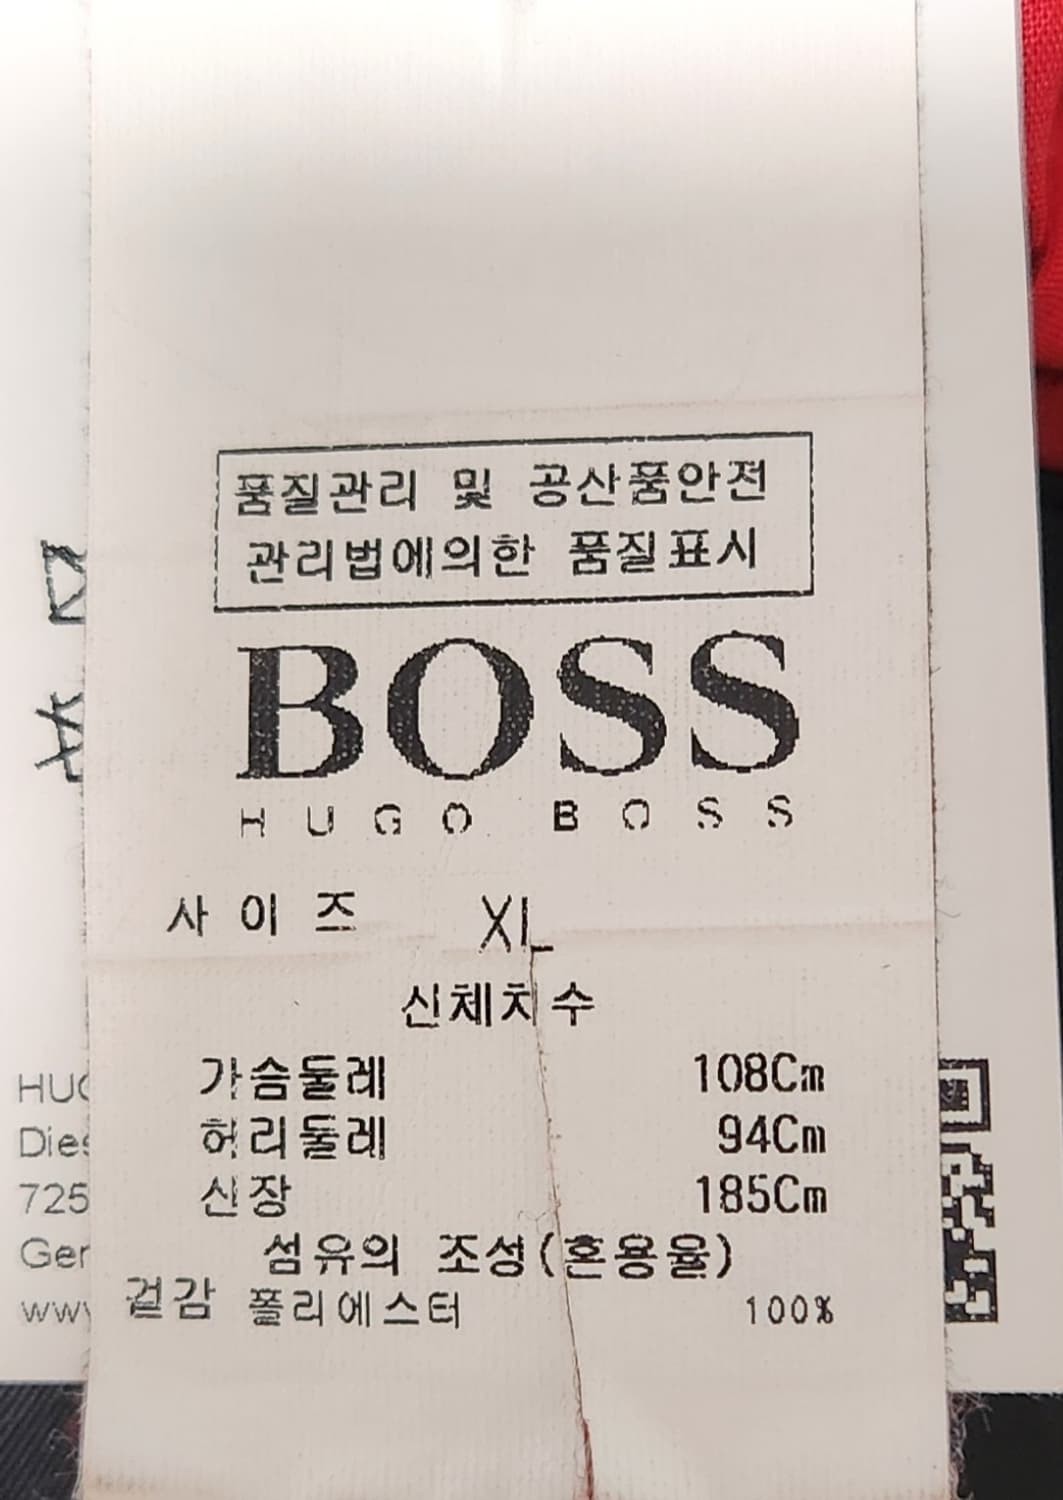 품질관리 및 공산품안전
관리법에의한 품질표시
BOSS
HUGO BOSS
사이즈 XL
신체치수
가슴둘레 108Cm
허리둘레 94Cm
신장 185Cm
섬유의 조성(혼용율)
겉감 폴리에스터 100%
725